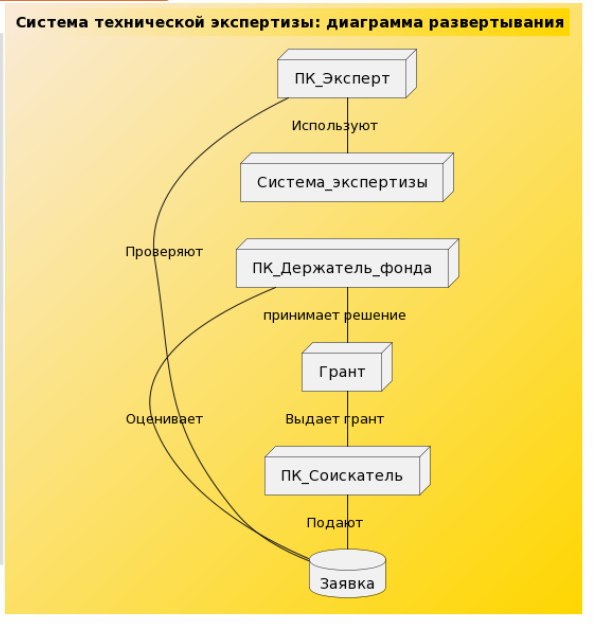 Система технической экспертизы: диаграмма развертывания
ПК_Эксперт
Используют
Система_экспертизы
Проверяют
ПК_Держатель_фонда
принимает решение
Грант
Оценивает
Выдает грант
ПК_Соискатель
Подают
Заявка